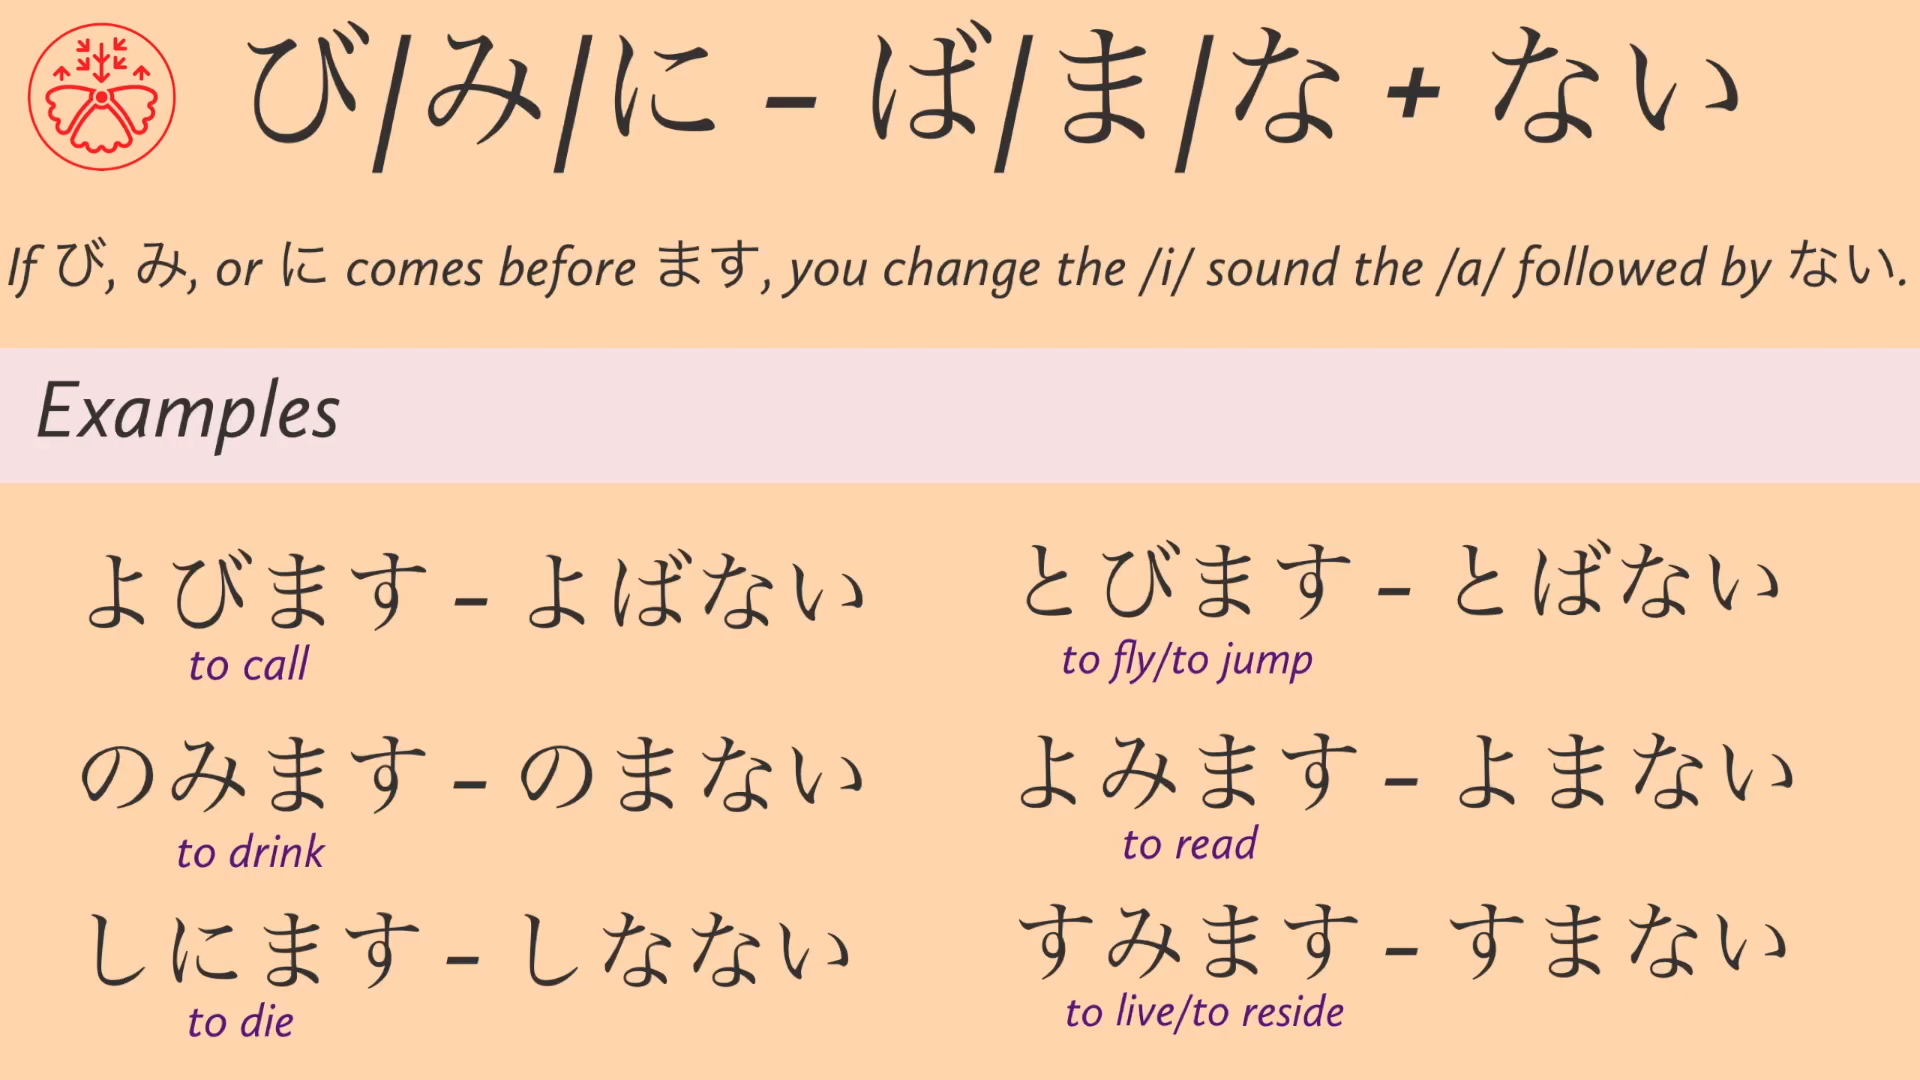 び/み/に – ば/ま/な + ない
If び, み, or に comes before ます, you change the /i/ sound the /a/ followed by ない.
Examples
よびます – よばない
to call
とびます – とばない
to fly/to jump
のみます – のまない
to drink
よみます – よまない
to read
しにます – しなない
to die
すみます – すまない
to live/to reside